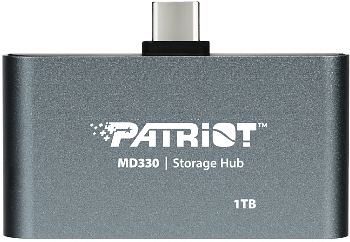 PATRIOT™
MD330 | Storage Hub
1TB